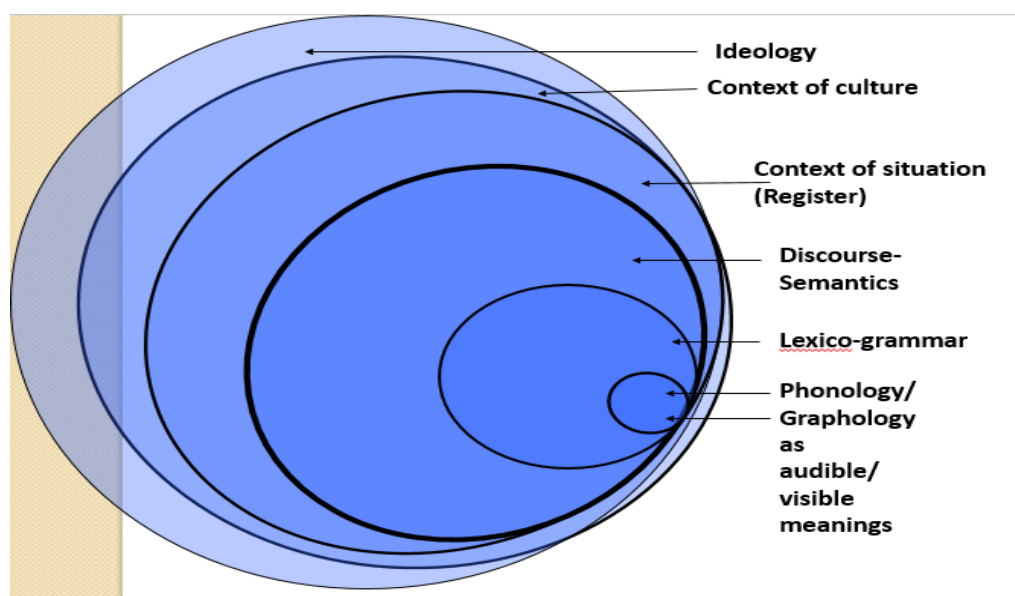 Ideology
Context of culture
Context of situation
(Register)
Discourse-
Semantics
Lexico-grammar
Phonology/
Graphology
as
audible/
visible
meanings